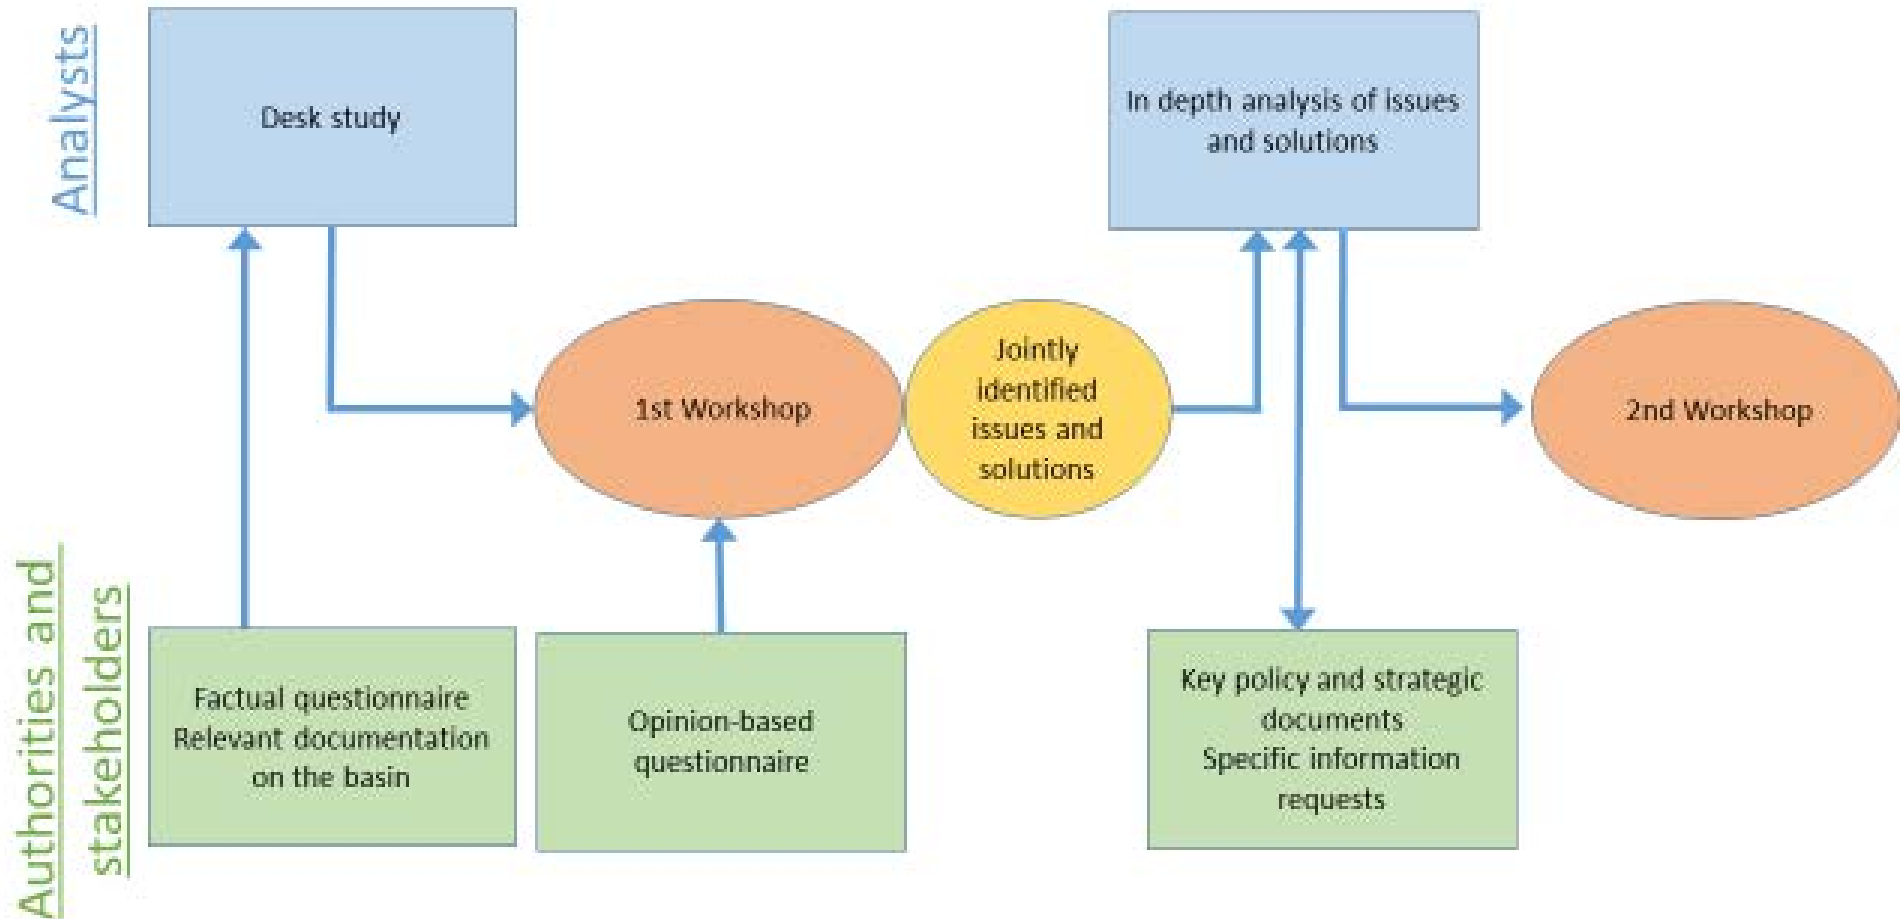 Analysts
Desk study
In depth analysis of issues
and solutions
1st Workshop
Jointly
identified
issues and
solutions
2nd Workshop
Authorities and
stakeholders
Factual questionnaire
Relevant documentation
on the basin
Opinion-based
questionnaire
Key policy and strategic
documents
Specific information
requests